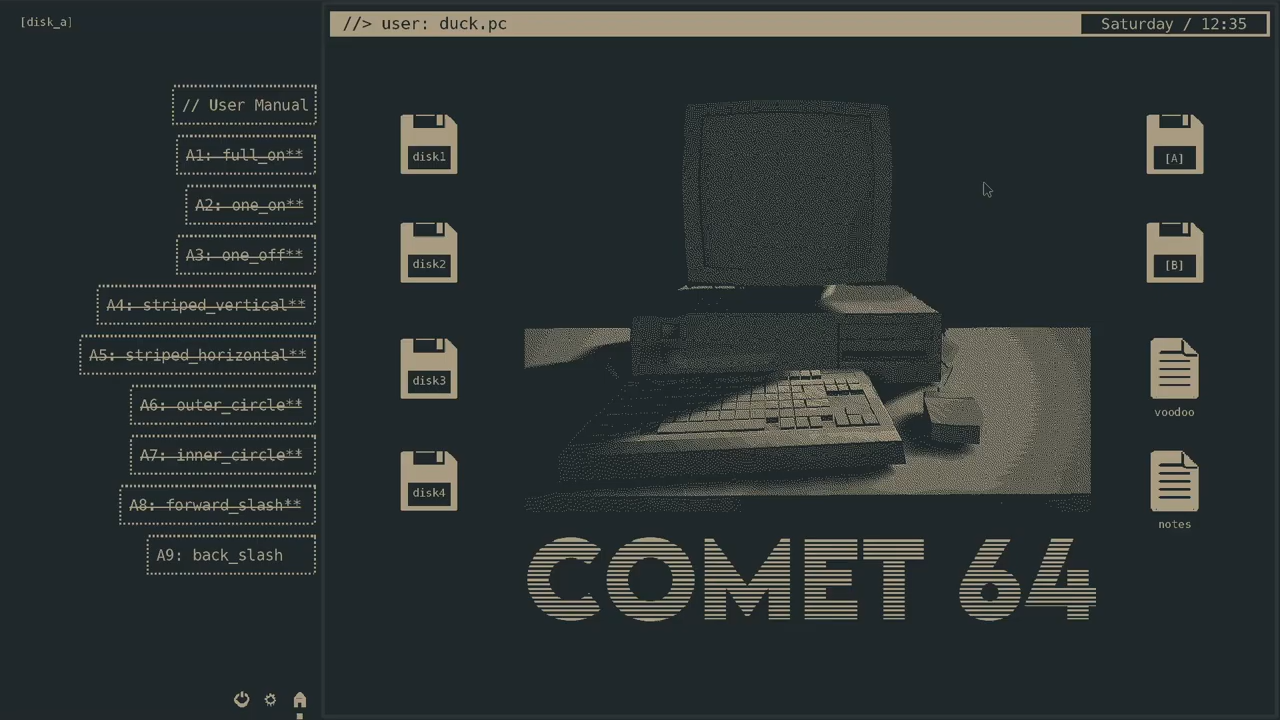 [disk_a]
//> user: duck.pc
Saturday / 12:35
// User Manual
A1: full_on**
A2: one_on**
A3: one_off**
A4: striped_vertical**
A5: striped_horizontal**
A6: outer_circle**
A7: inner_circle**
A8: forward_slash**
A9: back_slash
disk1
disk2
disk3
disk4
[A]
[B]
voodoo
notes
COMET 64